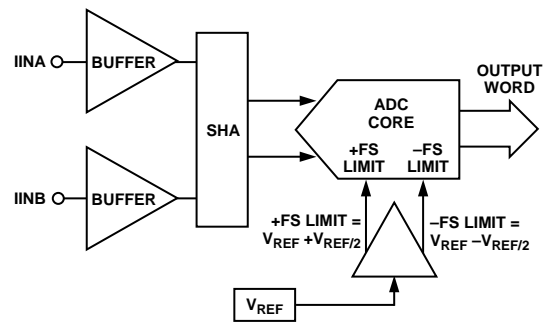 IINA
BUFFER
SHA
ADC
CORE
+FS
LIMIT
–FS
LIMIT
OUTPUT
WORD
IINB
BUFFER
+FS LIMIT =
VREF +VREF/2
–FS LIMIT =
VREF –VREF/2
VREF